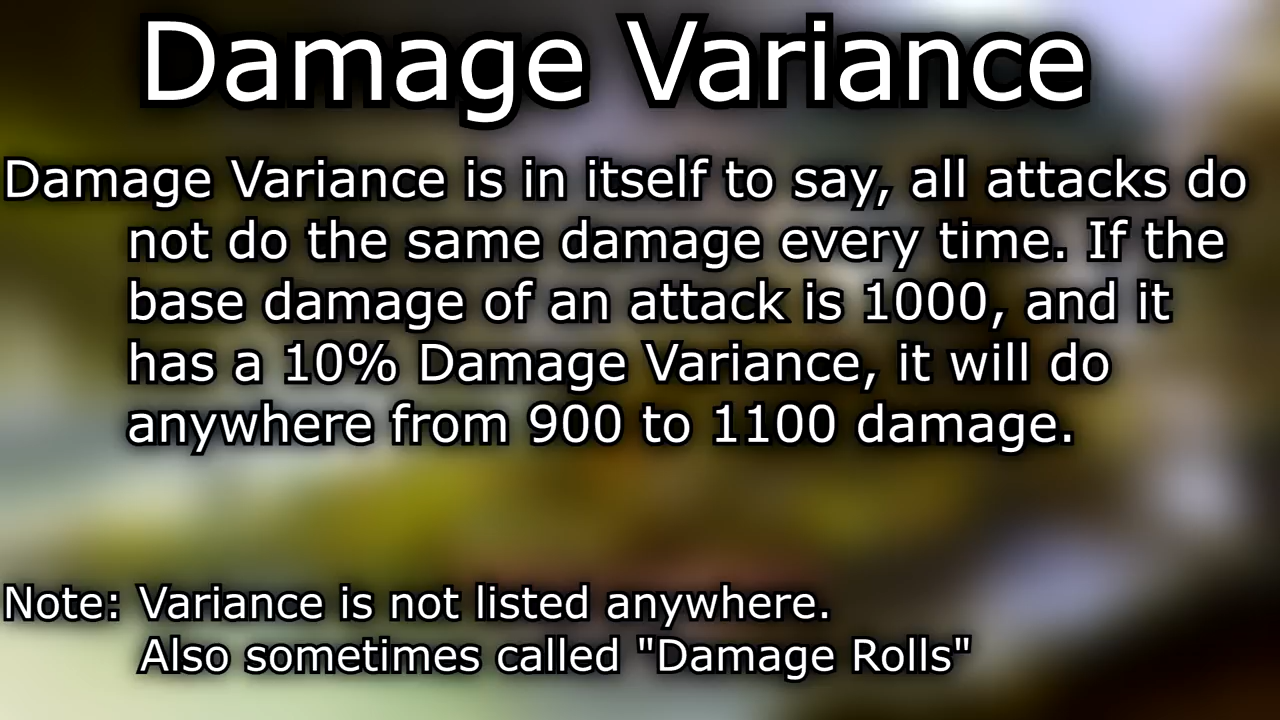 Damage Variance
Damage Variance is in itself to say, all attacks do
not do the same damage every time. If the
base damage of an attack is 1000, and it
has a 10% Damage Variance, it will do
anywhere from 900 to 1100 damage.
Note: Variance is not listed anywhere.
Also sometimes called "Damage Rolls"